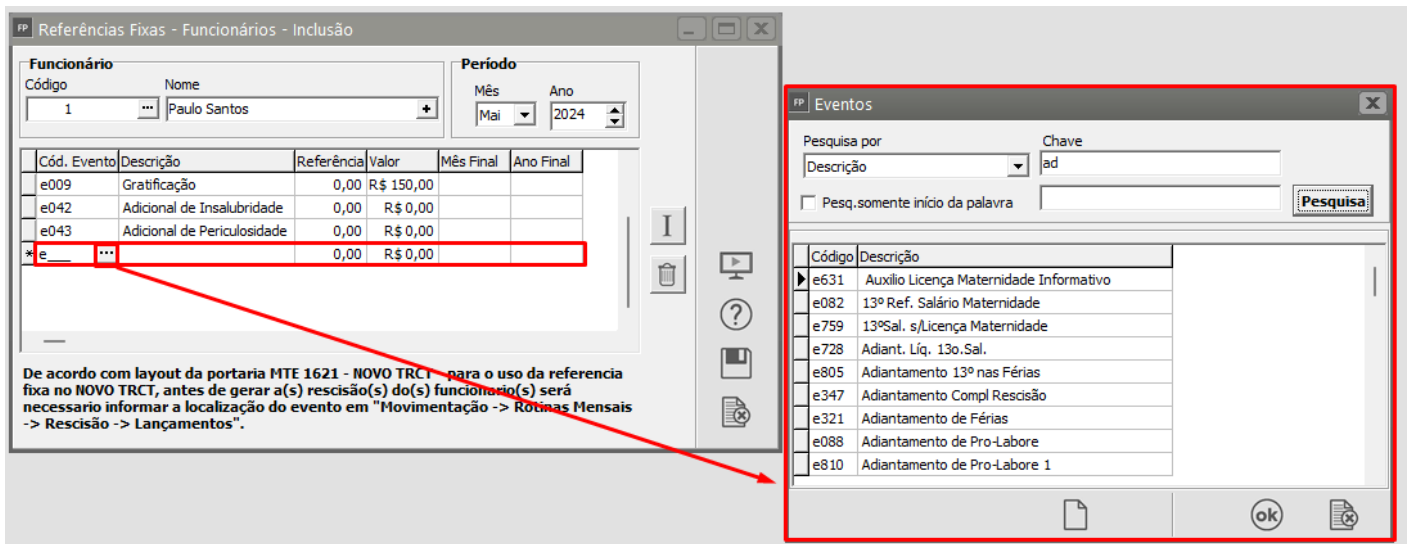 FP Referências Fixas - Funcionários - Inclusão
Funcionário
Código Nome
1 ... Paulo Santos +
Período
Mês Ano
Mai 2024
Cód. Evento Descrição Referência Valor Mês Final Ano Final
e009 Gratificação 0,00 R$ 150,00
e042 Adicional de Insalubridade 0,00 R$ 0,00
e043 Adicional de Periculosidade 0,00 R$ 0,00
* e___ ... 0,00 R$ 0,00
I
?
De acordo com layout da portaria MTE 1621 - NOVO TRCT - para o uso da referencia
fixa no NOVO TRCT, antes de gerar a(s) rescisão(s) do(s) funcionario(s) será
necessario informar a localização do evento em "Movimentação -> Rotinas Mensais
-> Rescisão -> Lançamentos".
FP Eventos
Pesquisa por Chave
Descrição ad
Pesq.somente início da palavra Pesquisa
Código Descrição
e631 Auxilio Licença Maternidade Informativo
e082 13º Ref. Salário Maternidade
e759 13ºSal. s/Licença Maternidade
e728 Adiant. Líq. 13o.Sal.
e805 Adiantamento 13º nas Férias
e347 Adiantamento Compl Rescisão
e321 Adiantamento de Férias
e088 Adiantamento de Pro-Labore
e810 Adiantamento de Pro-Labore 1
ok